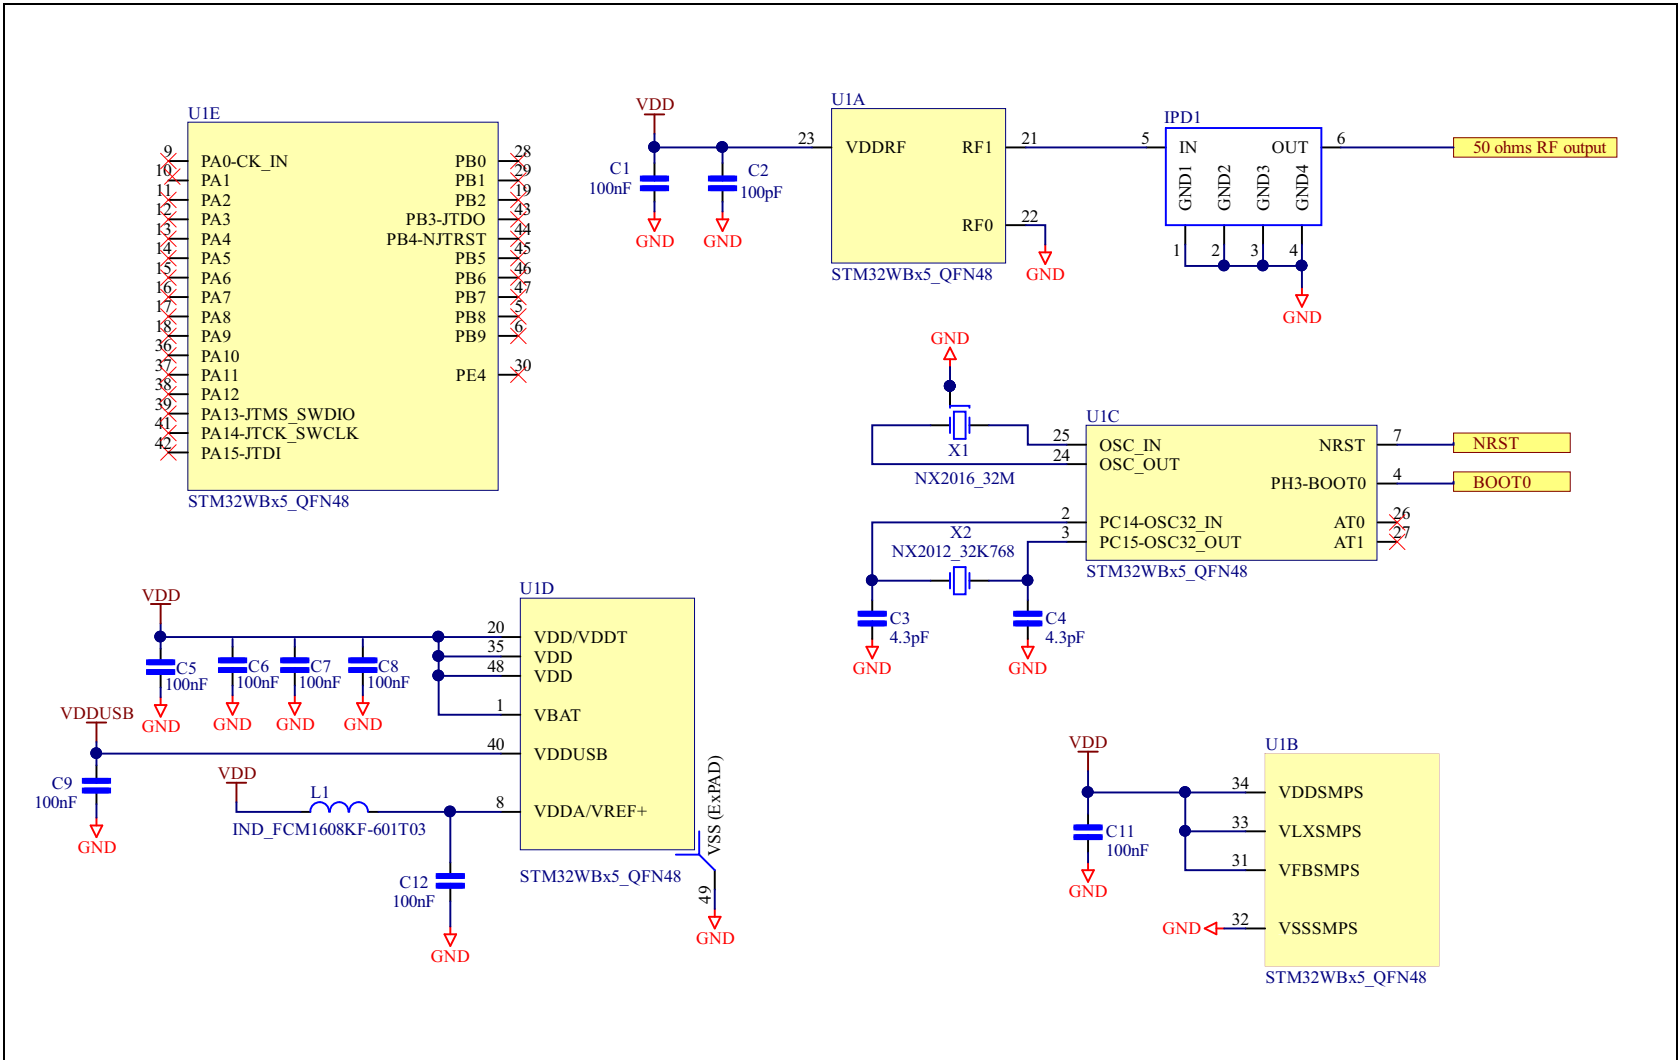 U1E
9 PA0-CK_IN PB0 28
10 PA1 PB1 29
11 PA2 PB2 19
12 PA3 PB3-JTDO 43
13 PA4 PB4-NJTRST 44
14 PA5 PB5 45
15 PA6 PB6 46
16 PA7 PB7 47
17 PA8 PB8 5
18 PA9 PB9 6
36 PA10
37 PA11 PE4 30
38 PA12
39 PA13-JTMS_SWDIO
41 PA14-JTCK_SWCLK
42 PA15-JTDI
STM32WBx5_QFN48
VDD
C1
100nF
GND
C2
100pF
GND
U1A
23 VDDRF RF1 21
RF0 22
GND
STM32WBx5_QFN48
IPD1
5 IN OUT 6
GND1 GND2 GND3 GND4
1 2 3 4
GND
50 ohms RF output
GND
X1
NX2016_32M
U1C
25 OSC_IN NRST 7
24 OSC_OUT
PH3-BOOT0 4
2 PC14-OSC32_IN AT0 26
3 PC15-OSC32_OUT AT1 27
STM32WBx5_QFN48
NRST
BOOT0
X2
NX2012_32K768
C3
4.3pF
GND
C4
4.3pF
GND
VDD
C5
100nF
GND
C6
100nF
GND
C7
100nF
GND
C8
100nF
GND
U1D
20 VDD/VDDT
35 VDD
48 VDD
1 VBAT
40 VDDUSB
8 VDDA/VREF+
VSS (ExPAD)
49
GND
STM32WBx5_QFN48
VDDUSB
C9
100nF
GND
VDD
L1
IND_FCM1608KF-601T03
C12
100nF
GND
VDD
C11
100nF
GND
U1B
34 VDDSMPS
33 VLXSMPS
31 VFBSMPS
GND 32 VSSSMPS
STM32WBx5_QFN48